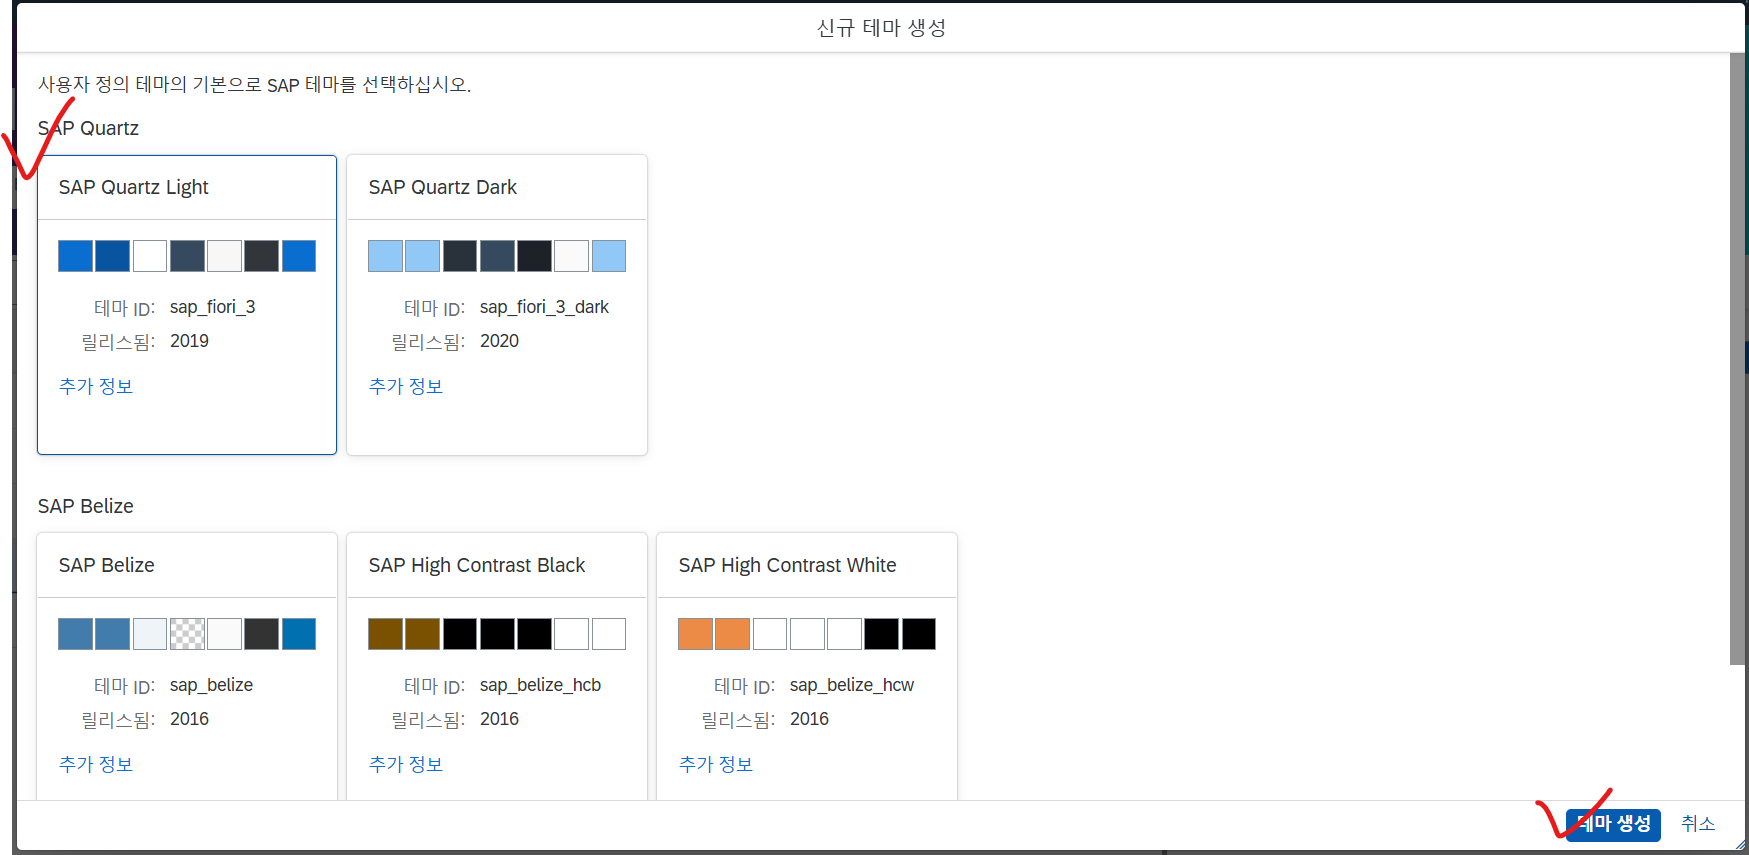 신규 테마 생성
사용자 정의 테마의 기본으로 SAP 테마를 선택하십시오.
SAP Quartz
SAP Quartz Light
테마 ID: sap_fiori_3
릴리스됨: 2019
추가 정보
SAP Quartz Dark
테마 ID: sap_fiori_3_dark
릴리스됨: 2020
추가 정보
SAP Belize
SAP Belize
테마 ID: sap_belize
릴리스됨: 2016
추가 정보
SAP High Contrast Black
테마 ID: sap_belize_hcb
릴리스됨: 2016
추가 정보
SAP High Contrast White
테마 ID: sap_belize_hcw
릴리스됨: 2016
추가 정보
테마 생성
취소